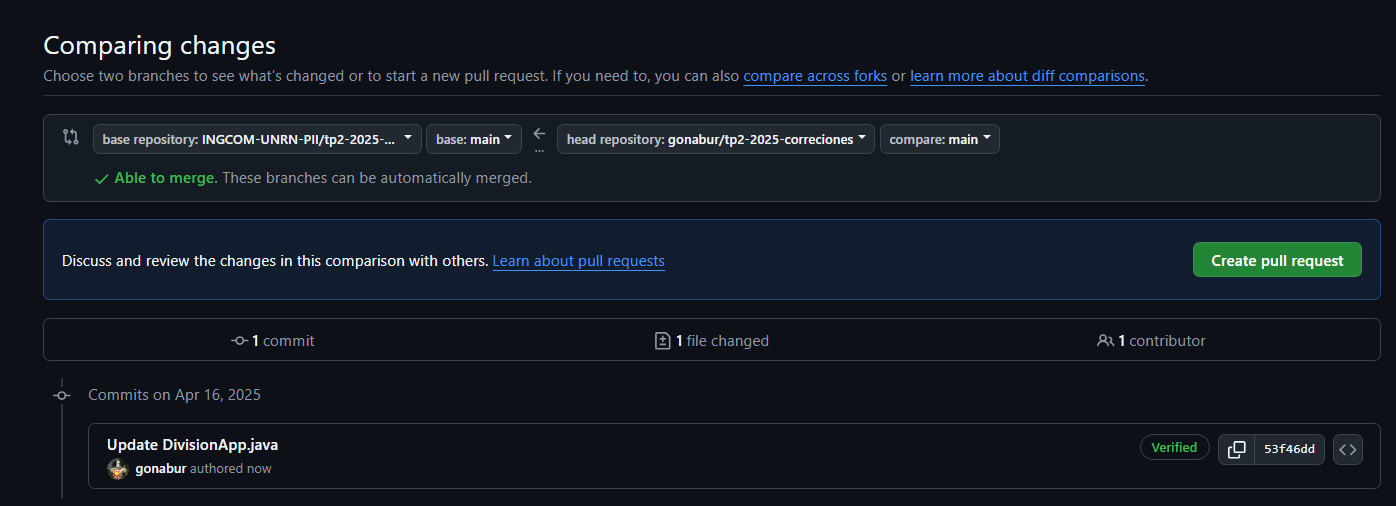 Comparing changes
Choose two branches to see what's changed or to start a new pull request. If you need to, you can also compare across forks or learn more about diff comparisons.
base repository: INGCOM-UNRN-PII/tp2-2025-... base: main ... head repository: gonabur/tp2-2025-correciones compare: main
Able to merge. These branches can be automatically merged.
Discuss and review the changes in this comparison with others. Learn about pull requests Create pull request
1 commit 1 file changed 1 contributor
Commits on Apr 16, 2025
Update DivisionApp.java Verified 53f46dd
gonabur authored now